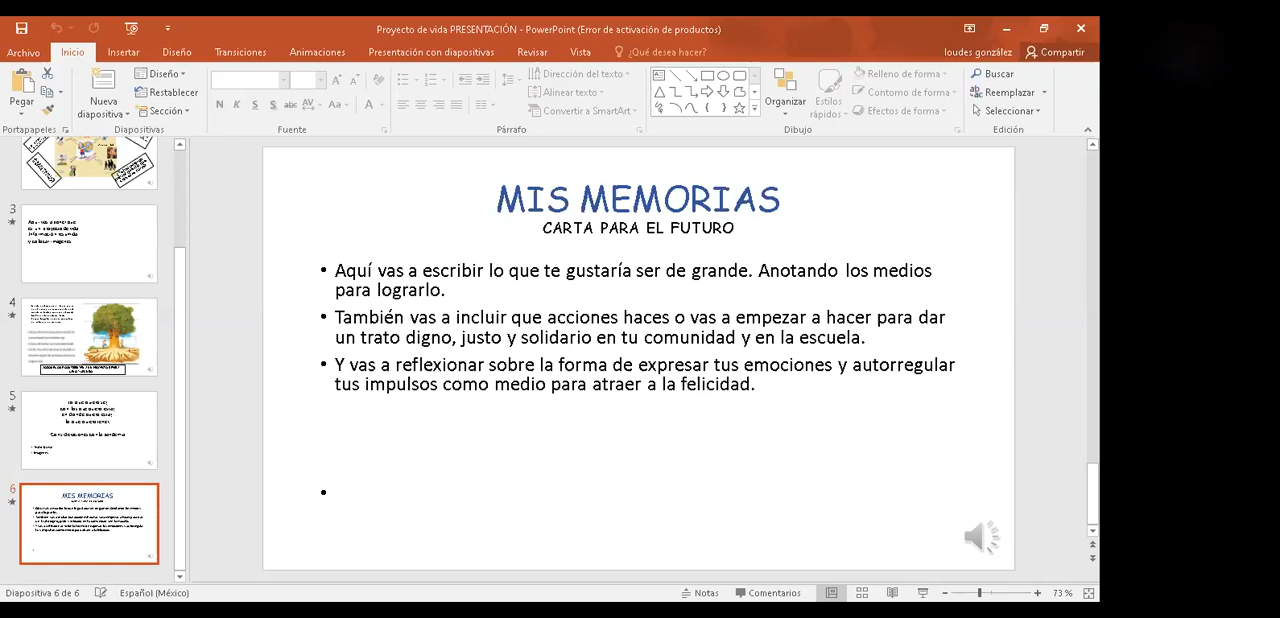 Proyecto de vida PRESENTACIÓN - PowerPoint (Error de activación de productos)
Archivo Inicio Insertar Diseño Transiciones Animaciones Presentación con diapositivas Revisar Vista ¿Qué desea hacer? loudes gonzález Compartir
Pegar
Nueva diapositiva
Diseño
Restablecer
Sección
N K S S abc AV Aa A
Dirección del texto
Alinear texto
Convertir a SmartArt
Organizar
Estilos rápidos
Relleno de forma
Contorno de forma
Efectos de forma
Buscar
Reemplazar
Seleccionar
Portapapeles Diapositivas Fuente Párrafo Dibujo Edición
3
4
5
6
MIS MEMORIAS
MIS MEMORIAS
CARTA PARA EL FUTURO
• Aquí vas a escribir lo que te gustaría ser de grande. Anotando los medios
para lograrlo.
• También vas a incluir que acciones haces o vas a empezar a hacer para dar
un trato digno, justo y solidario en tu comunidad y en la escuela.
• Y vas a reflexionar sobre la forma de expresar tus emociones y autorregular
tus impulsos como medio para atraer a la felicidad.
Diapositiva 6 de 6 Español (México) Notas Comentarios 73 %